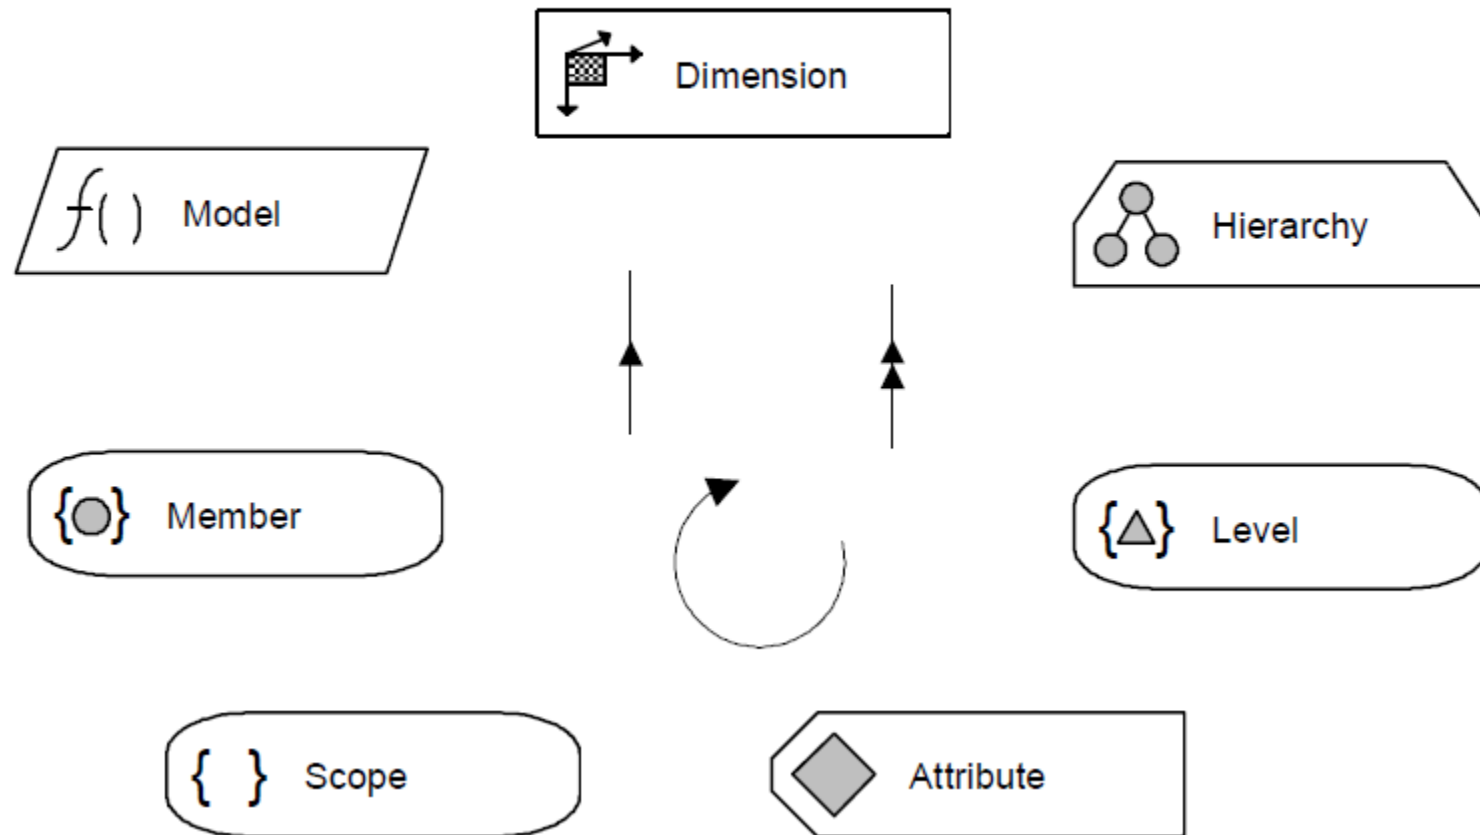 Dimension
f( ) Model
Hierarchy
{ } Member
{ } Level
{ } Scope
Attribute